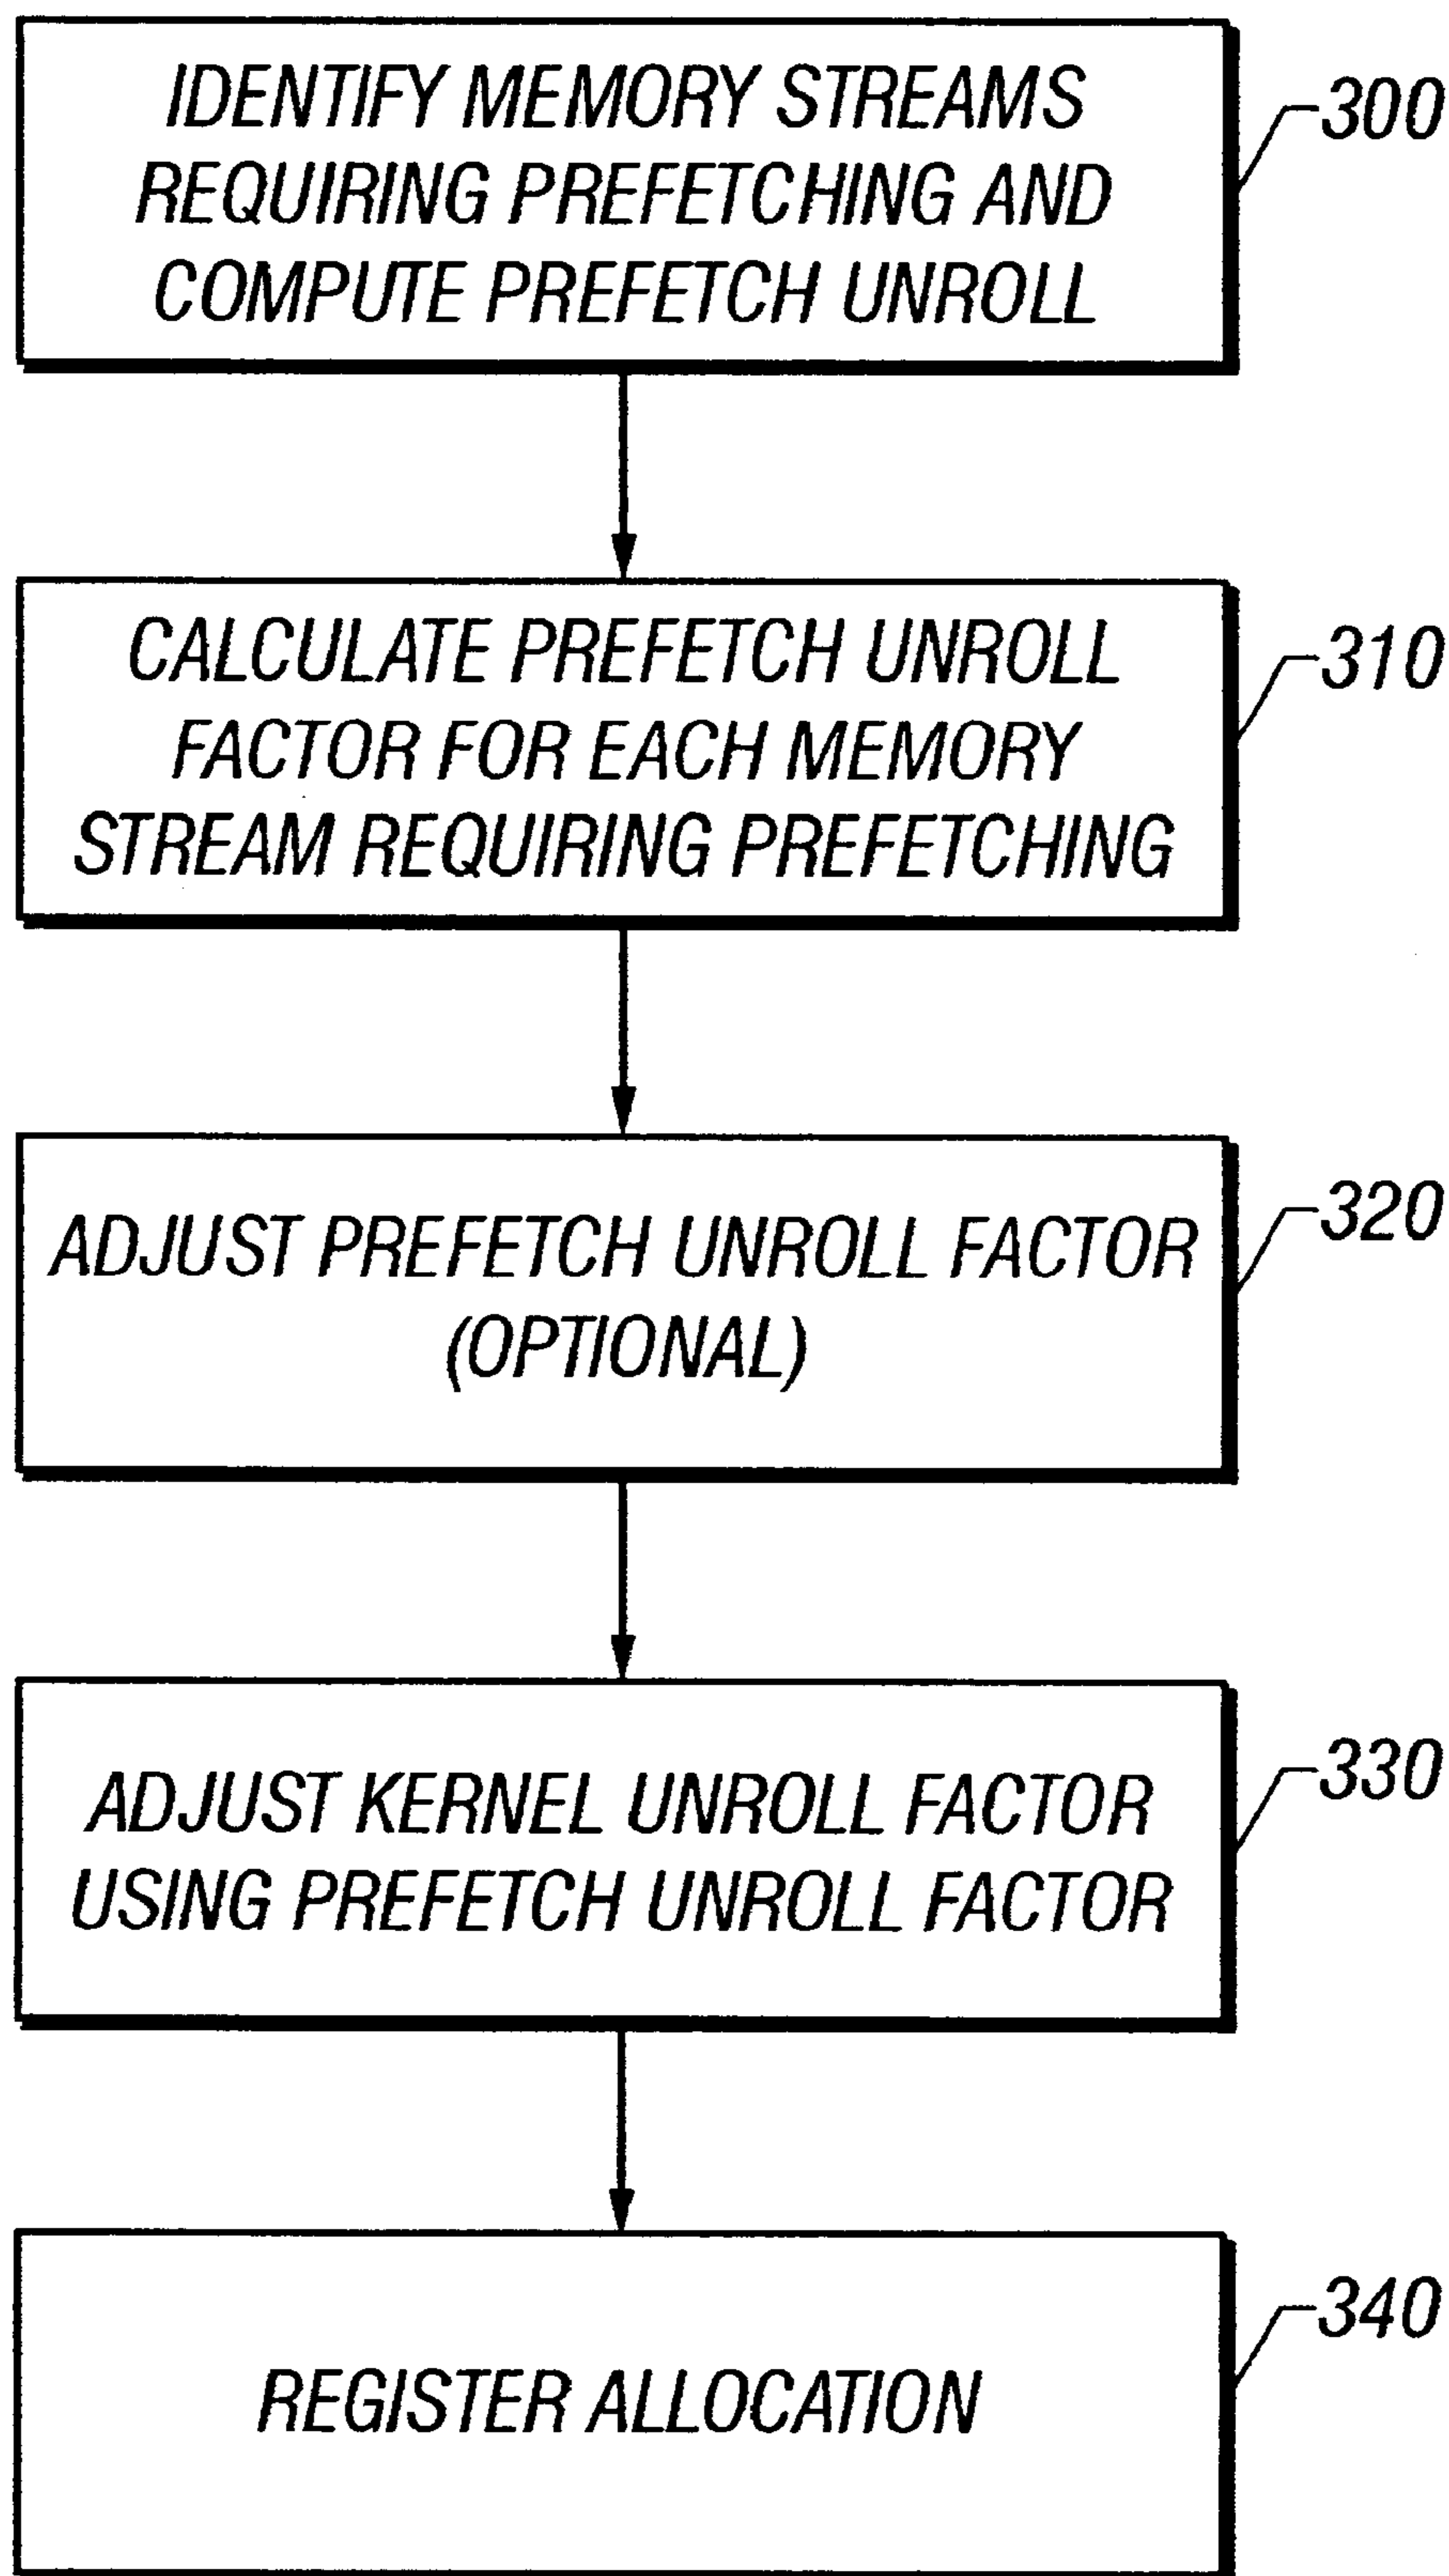 IDENTIFY MEMORY STREAMS
REQUIRING PREFETCHING AND
COMPUTE PREFETCH UNROLL
300
CALCULATE PREFETCH UNROLL
FACTOR FOR EACH MEMORY
STREAM REQUIRING PREFETCHING
310
ADJUST PREFETCH UNROLL FACTOR
(OPTIONAL)
320
ADJUST KERNEL UNROLL FACTOR
USING PREFETCH UNROLL FACTOR
330
REGISTER ALLOCATION
340